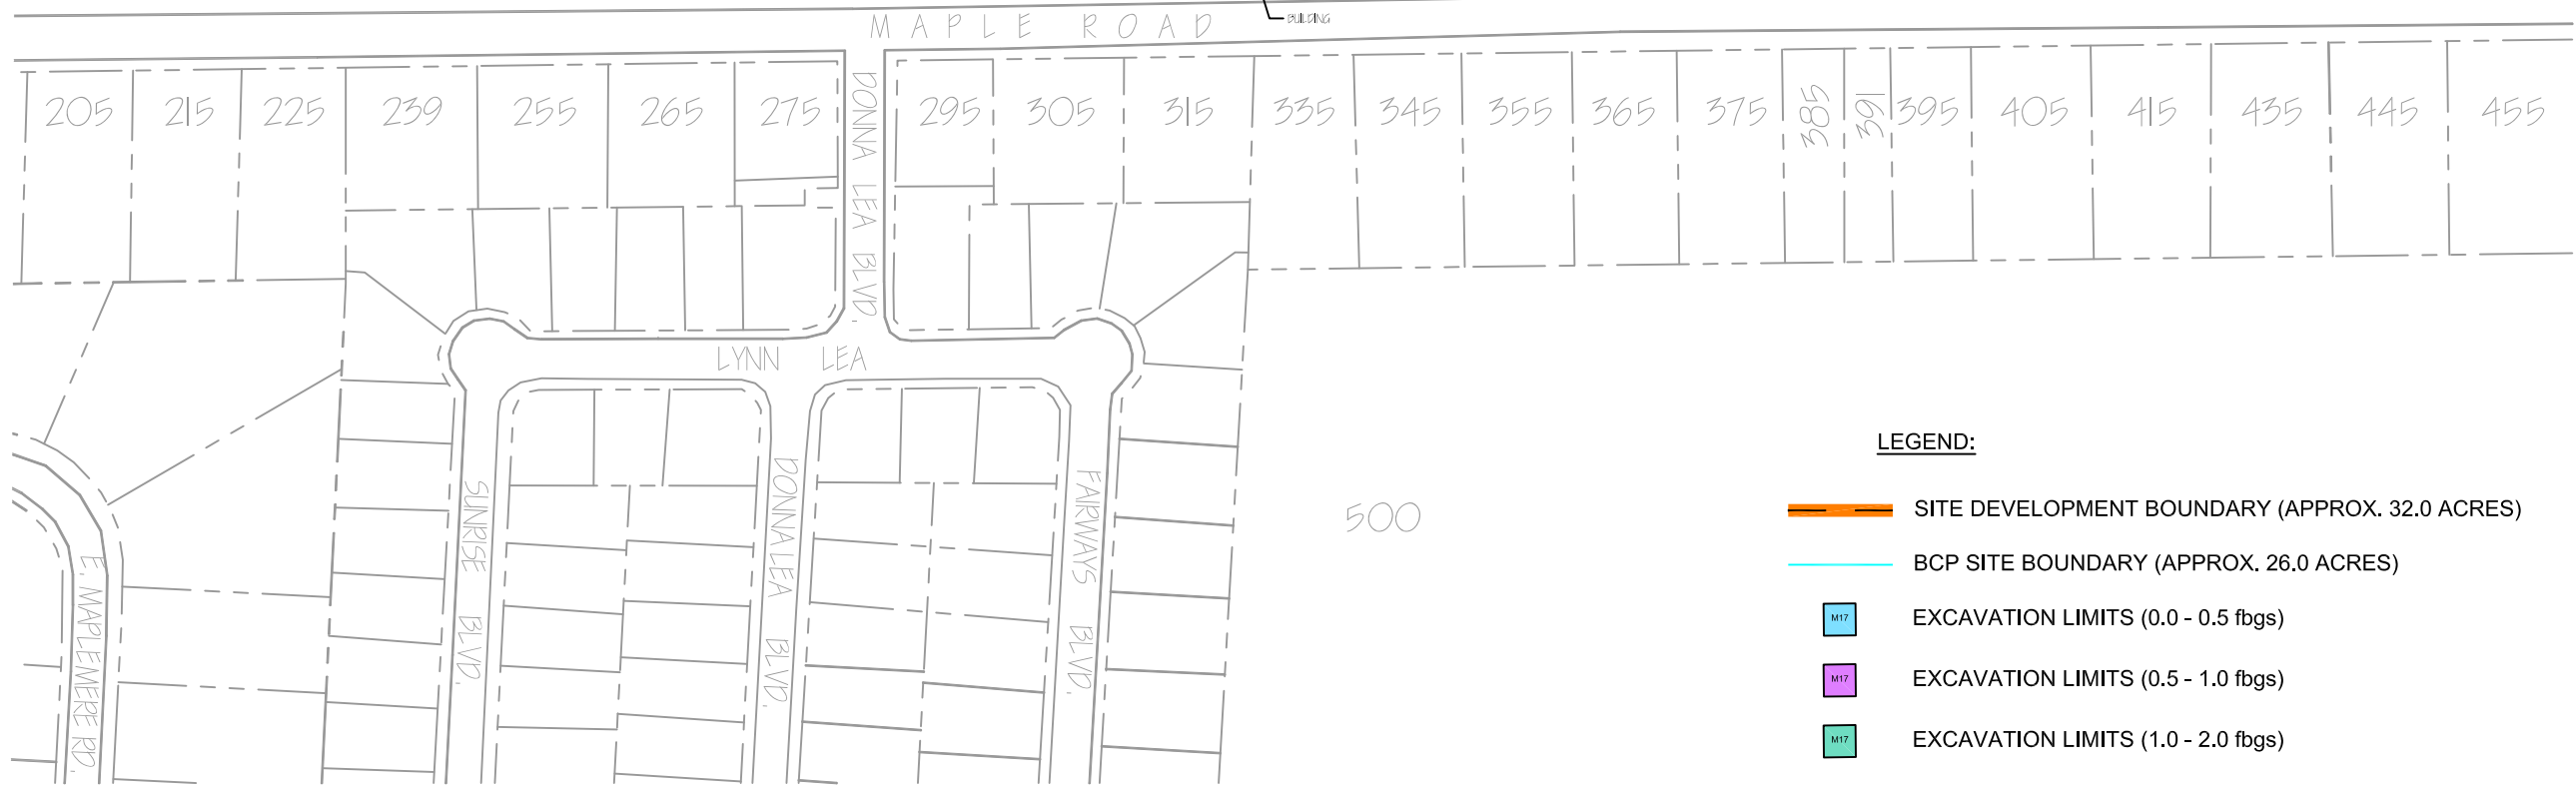 BUILDING
MAPLE ROAD
205 215 225 239 255 265 275 295 305 315 335 345 355 365 375 385 391 395 405 415 435 445 455
DONNA LEA BLVD.
LYNN LEA
SUNRISE BLVD.
DONNA LEA BLVD.
FAIRWAYS BLVD.
E. MAPLEMERE RD.
500
LEGEND:
SITE DEVELOPMENT BOUNDARY (APPROX. 32.0 ACRES)
BCP SITE BOUNDARY (APPROX. 26.0 ACRES)
M17 EXCAVATION LIMITS (0.0 - 0.5 fbgs)
M17 EXCAVATION LIMITS (0.5 - 1.0 fbgs)
M17 EXCAVATION LIMITS (1.0 - 2.0 fbgs)